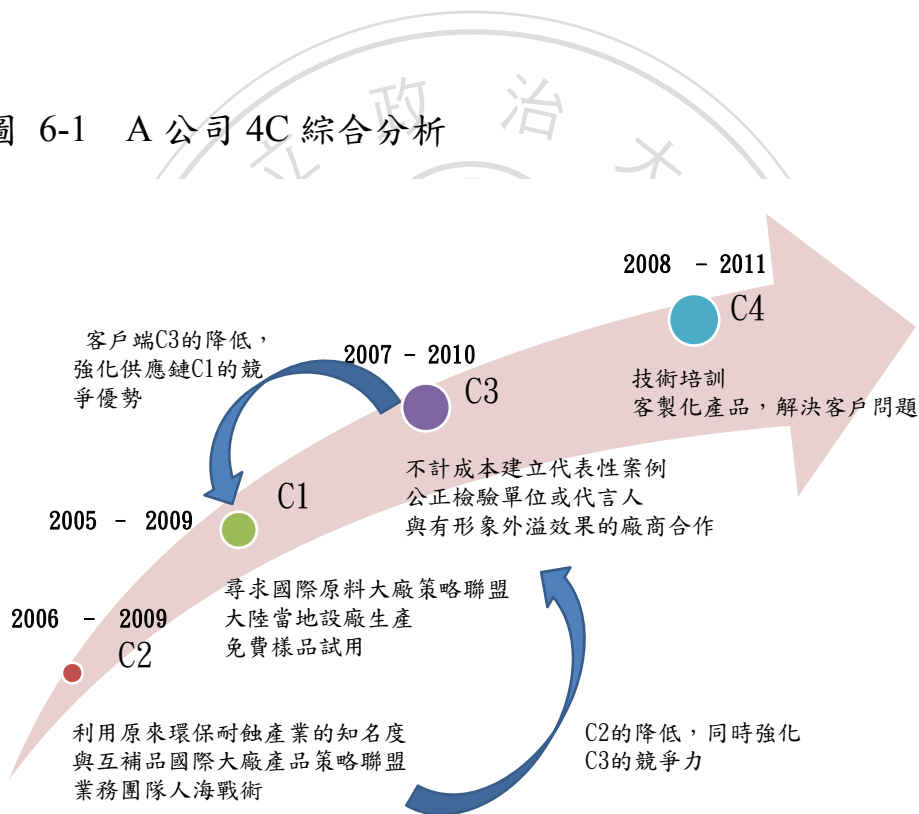 圖 6-1 A 公司 4C 綜合分析
立 政 治 大
2008 - 2011
C4
技術培訓
客製化產品，解決客戶問題
客戶端C3的降低，
強化供應鏈C1的競
爭優勢
2007 - 2010
C3
不計成本建立代表性案例
公正檢驗單位或代言人
與有形象外溢效果的廠商合作
2005 - 2009
C1
尋求國際原料大廠策略聯盟
大陸當地設廠生產
免費樣品試用
2006 - 2009
C2
利用原來環保耐蝕產業的知名度
與互補品國際大廠產品策略聯盟
業務團隊人海戰術
C2的降低，同時強化
C3的競爭力